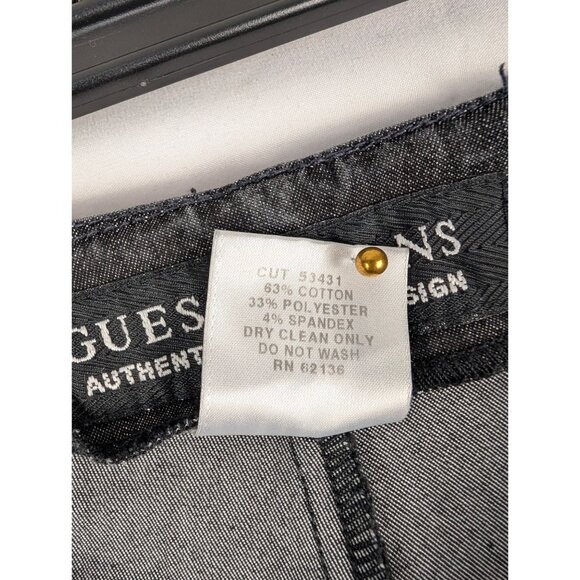 GUES NS
AUTHENT SIGN
CUT 53431
63% COTTON
33% POLYESTER
4% SPANDEX
DRY CLEAN ONLY
DO NOT WASH
RN 62136